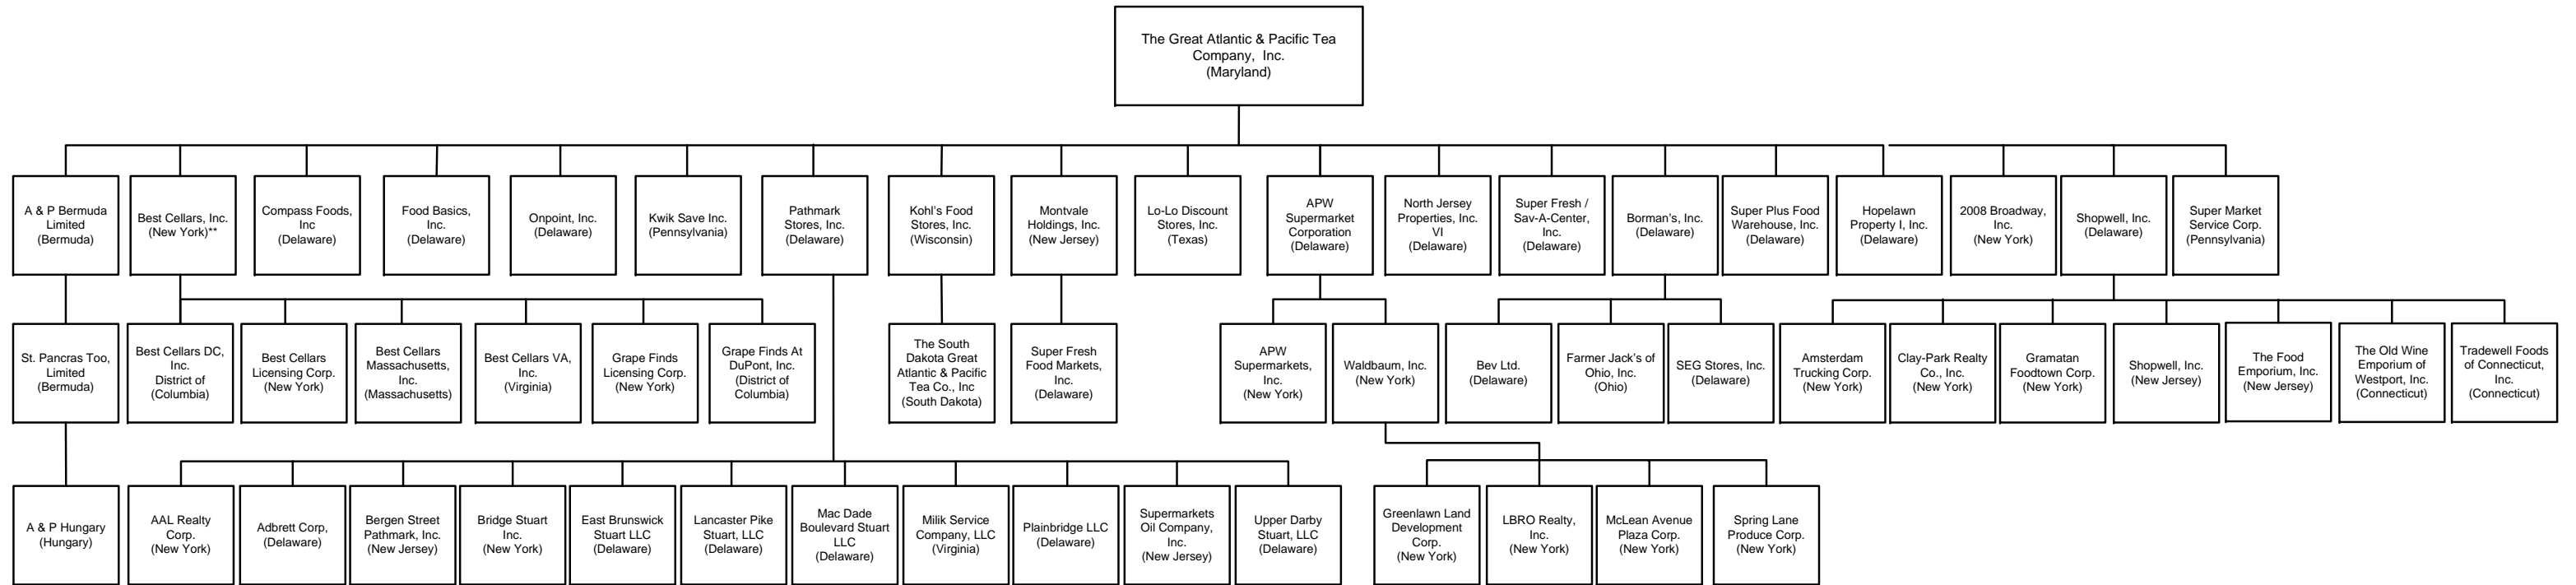 The Great Atlantic & Pacific Tea
Company, Inc.
(Maryland)
A & P Bermuda
Limited
(Bermuda)
Best Cellars, Inc.
(New York)**
Compass Foods,
Inc
(Delaware)
Food Basics,
Inc.
(Delaware)
Onpoint, Inc.
(Delaware)
Kwik Save Inc.
(Pennsylvania)
Pathmark
Stores, Inc.
(Delaware)
Kohl's Food
Stores, Inc.
(Wisconsin)
Montvale
Holdings, Inc.
(New Jersey)
Lo-Lo Discount
Stores, Inc.
(Texas)
APW
Supermarket
Corporation
(Delaware)
North Jersey
Properties, Inc.
VI
(Delaware)
Super Fresh /
Sav-A-Center,
Inc.
(Delaware)
Borman's, Inc.
(Delaware)
Super Plus Food
Warehouse, Inc.
(Delaware)
Hopelawn
Property I, Inc.
(Delaware)
2008 Broadway,
Inc.
(New York)
Shopwell, Inc.
(Delaware)
Super Market
Service Corp.
(Pennsylvania)
St. Pancras Too,
Limited
(Bermuda)
Best Cellars DC,
Inc.
District of
Columbia)
Best Cellars
Licensing Corp.
(New York)
Best Cellars
Massachusetts,
Inc.
(Massachusetts)
Best Cellars VA,
Inc.
(Virginia)
Grape Finds
Licensing Corp.
(New York)
Grape Finds At
DuPont, Inc.
(District of
Columbia)
The South
Dakota Great
Atlantic & Pacific
Tea Co., Inc
(South Dakota)
Super Fresh
Food Markets,
Inc.
(Delaware)
APW
Supermarkets,
Inc.
(New York)
Waldbaum, Inc.
(New York)
Bev Ltd.
(Delaware)
Farmer Jack's of
Ohio, Inc.
(Ohio)
SEG Stores, Inc.
(Delaware)
Amsterdam
Trucking Corp.
(New York)
Clay-Park Realty
Co., Inc.
(New York)
Gramatan
Foodtown Corp.
(New York)
Shopwell, Inc.
(New Jersey)
The Food
Emporium, Inc.
(New Jersey)
The Old Wine
Emporium of
Westport, Inc.
(Connecticut)
Tradewell Foods
of Connecticut,
Inc.
(Connecticut)
A & P Hungary
(Hungary)
AAL Realty
Corp.
(New York)
Adbrett Corp,
(Delaware)
Bergen Street
Pathmark, Inc.
(New Jersey)
Bridge Stuart
Inc.
(New York)
East Brunswick
Stuart LLC
(Delaware)
Lancaster Pike
Stuart, LLC
(Delaware)
Mac Dade
Boulevard Stuart
LLC
(Delaware)
Milik Service
Company, LLC
(Virginia)
Plainbridge LLC
(Delaware)
Supermarkets
Oil Company,
Inc.
(New Jersey)
Upper Darby
Stuart, LLC
(Delaware)
Greenlawn Land
Development
Corp.
(New York)
LBRO Realty,
Inc.
(New York)
McLean Avenue
Plaza Corp.
(New York)
Spring Lane
Produce Corp.
(New York)